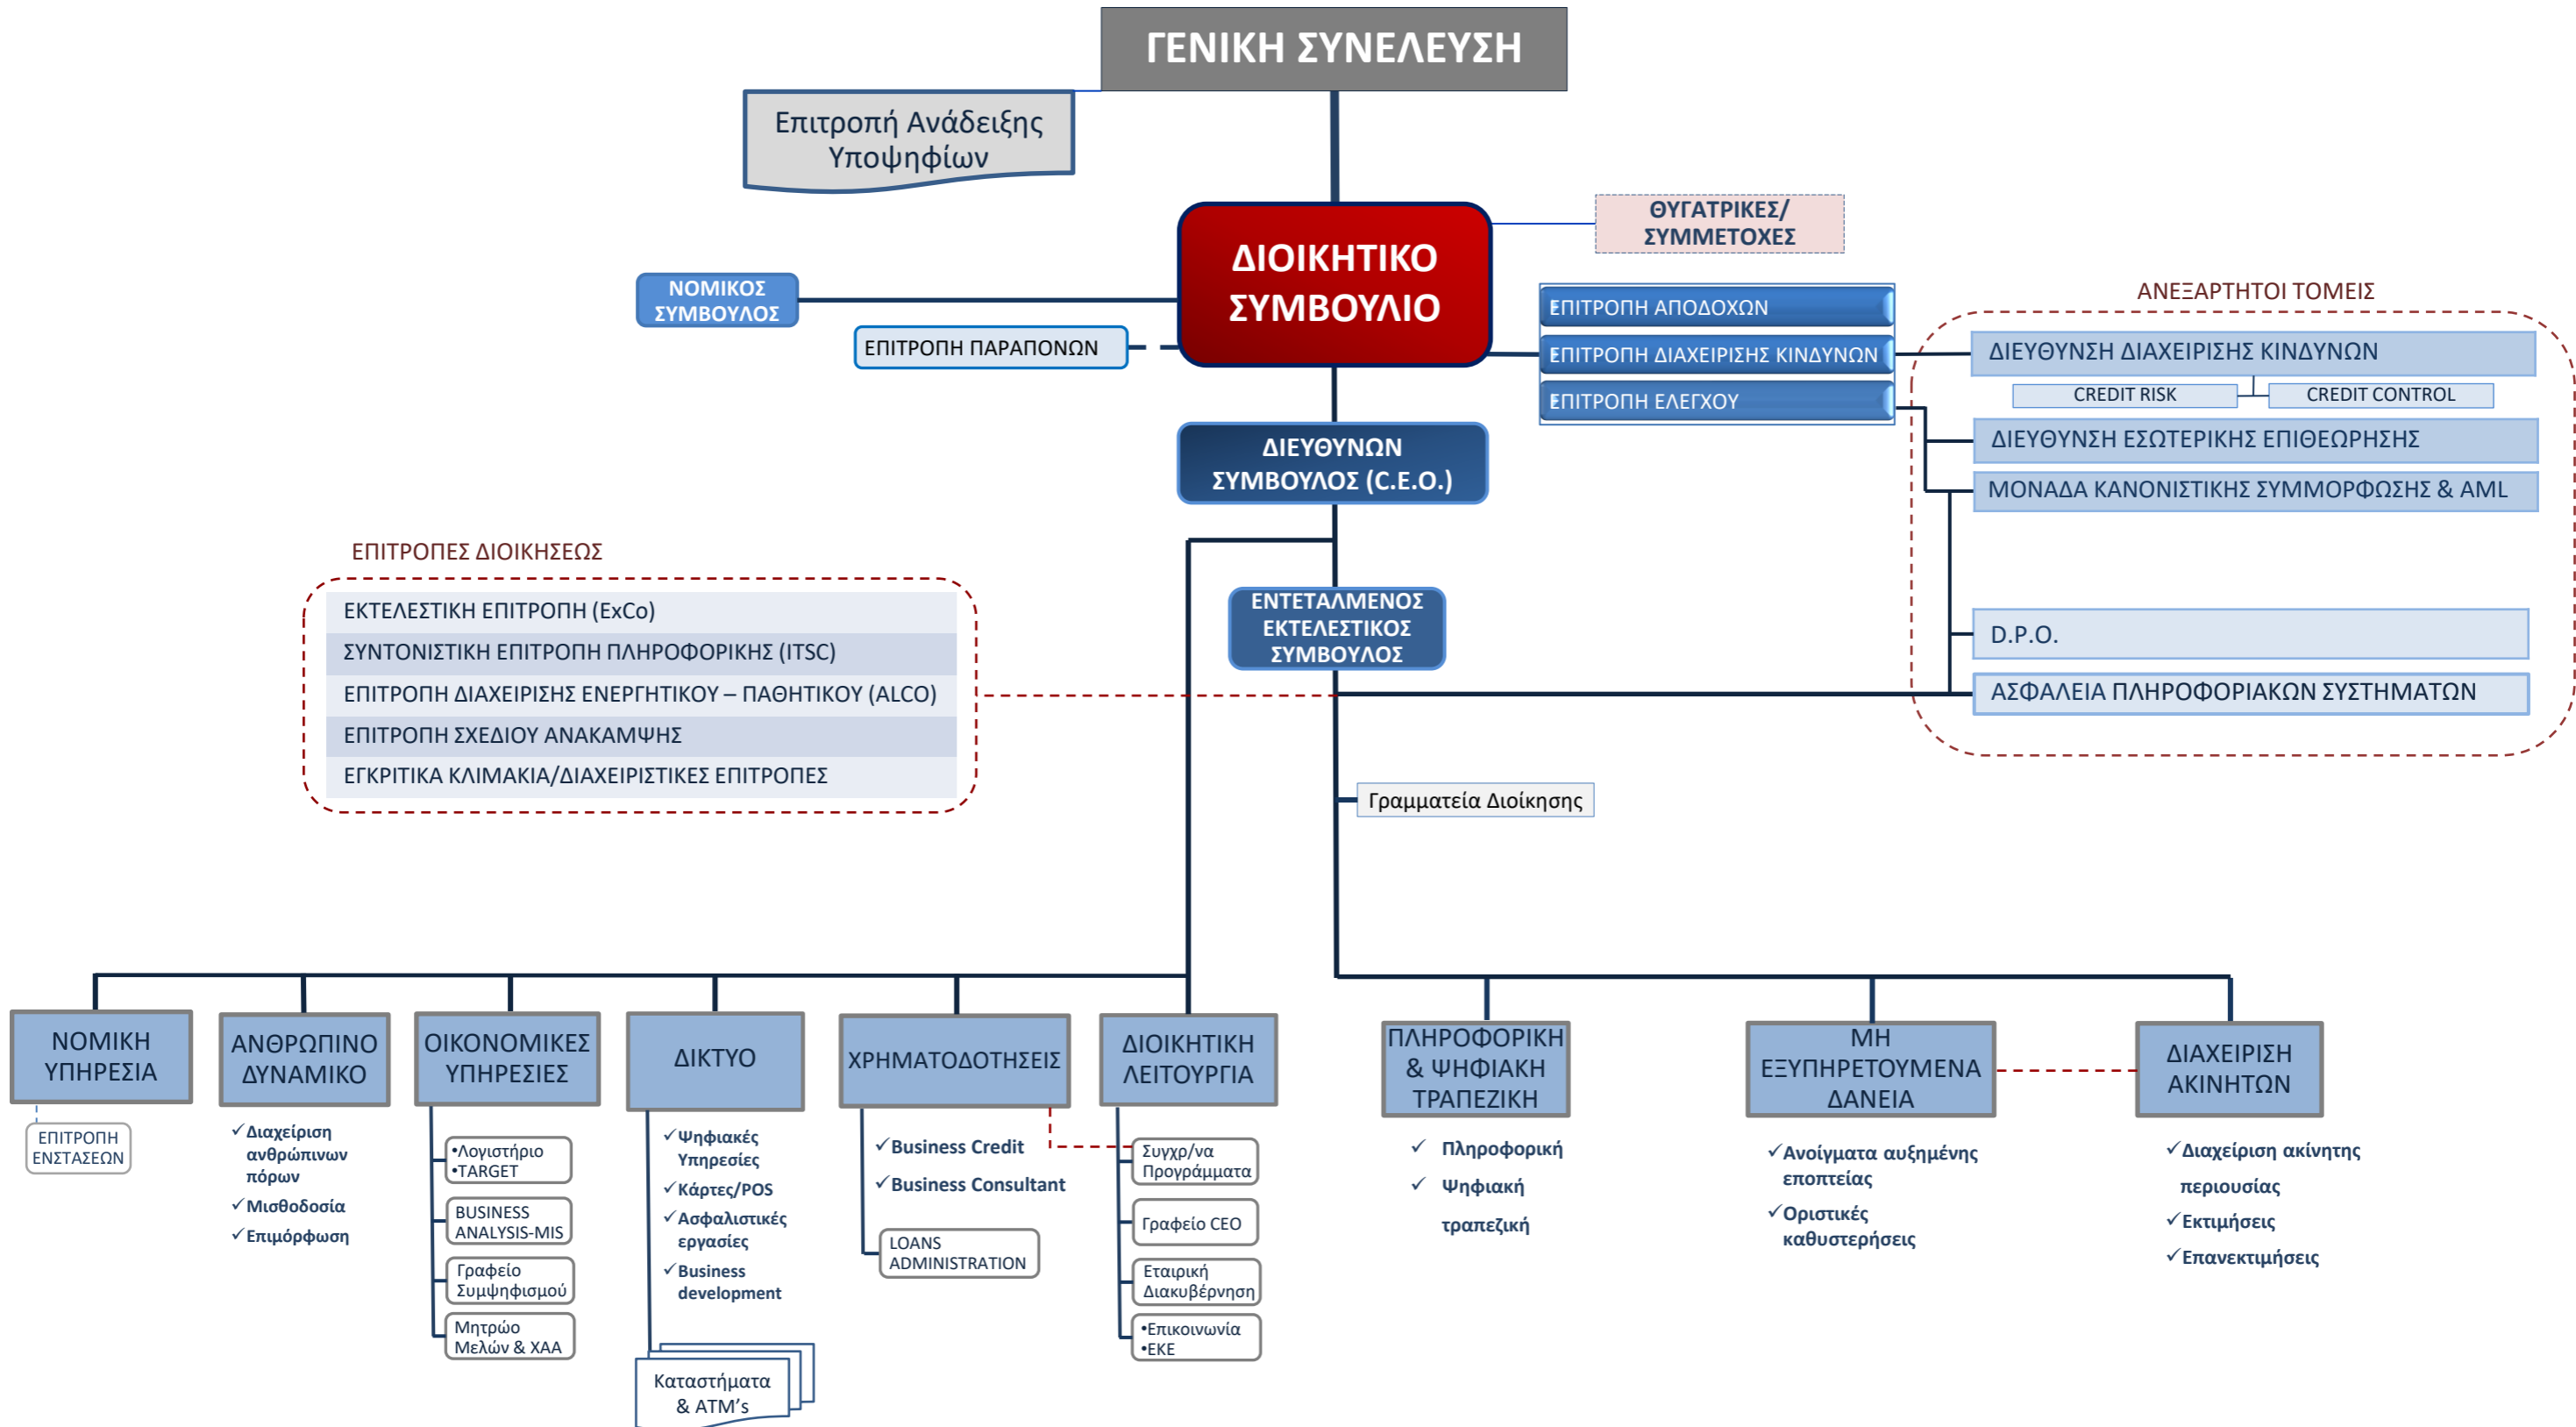 ΓΕΝΙΚΗ ΣΥΝΕΛΕΥΣΗ
Επιτροπή Ανάδειξης
Υποψηφίων
ΘΥΓΑΤΡΙΚΕΣ/
ΣΥΜΜΕΤΟΧΕΣ
ΔΙΟΙΚΗΤΙΚΟ
ΣΥΜΒΟΥΛΙΟ
ΝΟΜΙΚΟΣ
ΣΥΜΒΟΥΛΟΣ
ΕΠΙΤΡΟΠΗ ΠΑΡΑΠΟΝΩΝ
ΕΠΙΤΡΟΠΗ ΑΠΟΔΟΧΩΝ
ΕΠΙΤΡΟΠΗ ΔΙΑΧΕΙΡΙΣΗΣ ΚΙΝΔΥΝΩΝ
ΕΠΙΤΡΟΠΗ ΕΛΕΓΧΟΥ
ΑΝΕΞΑΡΤΗΤΟΙ ΤΟΜΕΙΣ
ΔΙΕΥΘΥΝΣΗ ΔΙΑΧΕΙΡΙΣΗΣ ΚΙΝΔΥΝΩΝ
CREDIT RISK
CREDIT CONTROL
ΔΙΕΥΘΥΝΣΗ ΕΣΩΤΕΡΙΚΗΣ ΕΠΙΘΕΩΡΗΣΗΣ
ΜΟΝΑΔΑ ΚΑΝΟΝΙΣΤΙΚΗΣ ΣΥΜΜΟΡΦΩΣΗΣ & AML
D.P.O.
ΑΣΦΑΛΕΙΑ ΠΛΗΡΟΦΟΡΙΑΚΩΝ ΣΥΣΤΗΜΑΤΩΝ
ΔΙΕΥΘΥΝΩΝ
ΣΥΜΒΟΥΛΟΣ (C.E.O.)
ΕΝΤΕΤΑΛΜΕΝΟΣ
ΕΚΤΕΛΕΣΤΙΚΟΣ
ΣΥΜΒΟΥΛΟΣ
ΕΠΙΤΡΟΠΕΣ ΔΙΟΙΚΗΣΕΩΣ
ΕΚΤΕΛΕΣΤΙΚΗ ΕΠΙΤΡΟΠΗ (ExCo)
ΣΥΝΤΟΝΙΣΤΙΚΗ ΕΠΙΤΡΟΠΗ ΠΛΗΡΟΦΟΡΙΚΗΣ (ITSC)
ΕΠΙΤΡΟΠΗ ΔΙΑΧΕΙΡΙΣΗΣ ΕΝΕΡΓΗΤΙΚΟΥ – ΠΑΘΗΤΙΚΟΥ (ALCO)
ΕΠΙΤΡΟΠΗ ΣΧΕΔΙΟΥ ΑΝΑΚΑΜΨΗΣ
ΕΓΚΡΙΤΙΚΑ ΚΛΙΜΑΚΙΑ/ΔΙΑΧΕΙΡΙΣΤΙΚΕΣ ΕΠΙΤΡΟΠΕΣ
Γραμματεία Διοίκησης
ΝΟΜΙΚΗ
ΥΠΗΡΕΣΙΑ
ΕΠΙΤΡΟΠΗ
ΕΝΣΤΑΣΕΩΝ
ΑΝΘΡΩΠΙΝΟ
ΔΥΝΑΜΙΚΟ
✓Διαχείριση
ανθρώπινων
πόρων
✓Μισθοδοσία
✓Επιμόρφωση
ΟΙΚΟΝΟΜΙΚΕΣ
ΥΠΗΡΕΣΙΕΣ
•Λογιστήριο
•TARGET
BUSINESS
ANALYSIS-MIS
Γραφείο
Συμψηφισμού
Μητρώο
Μελών & ΧΑΑ
ΔΙΚΤΥΟ
✓Ψηφιακές
Υπηρεσίες
✓Κάρτες/POS
✓Ασφαλιστικές
εργασίες
✓Business
development
Καταστήματα
& ATM's
ΧΡΗΜΑΤΟΔΟΤΗΣΕΙΣ
✓Business Credit
✓Business Consultant
LOANS
ADMINISTRATION
ΔΙΟΙΚΗΤΙΚΗ
ΛΕΙΤΟΥΡΓΙΑ
Συγχρ/να
Προγράμματα
Γραφείο CEO
Εταιρική
Διακυβέρνηση
•Επικοινωνία
•ΕΚΕ
ΠΛΗΡΟΦΟΡΙΚΗ
& ΨΗΦΙΑΚΗ
ΤΡΑΠΕΖΙΚΗ
✓ Πληροφορική
✓ Ψηφιακή
τραπεζική
ΜΗ
ΕΞΥΠΗΡΕΤΟΥΜΕΝΑ
ΔΑΝΕΙΑ
✓Ανοίγματα αυξημένης
εποπτείας
✓Οριστικές
καθυστερήσεις
ΔΙΑΧΕΙΡΙΣΗ
ΑΚΙΝΗΤΩΝ
✓Διαχείριση ακίνητης
περιουσίας
✓Εκτιμήσεις
✓Επανεκτιμήσεις